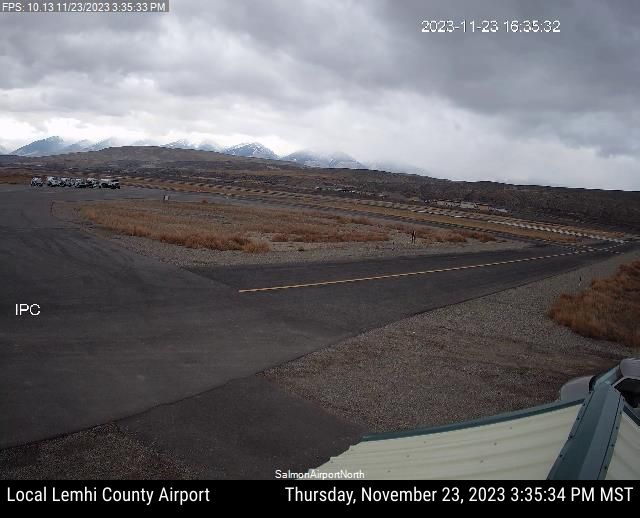 FPS: 10.13 11/23/2023 3:35:33 PM
2023-11-23 16:35:32
IPC
SalmonAirportNorth
Local Lemhi County Airport
Thursday, November 23, 2023 3:35:34 PM MST